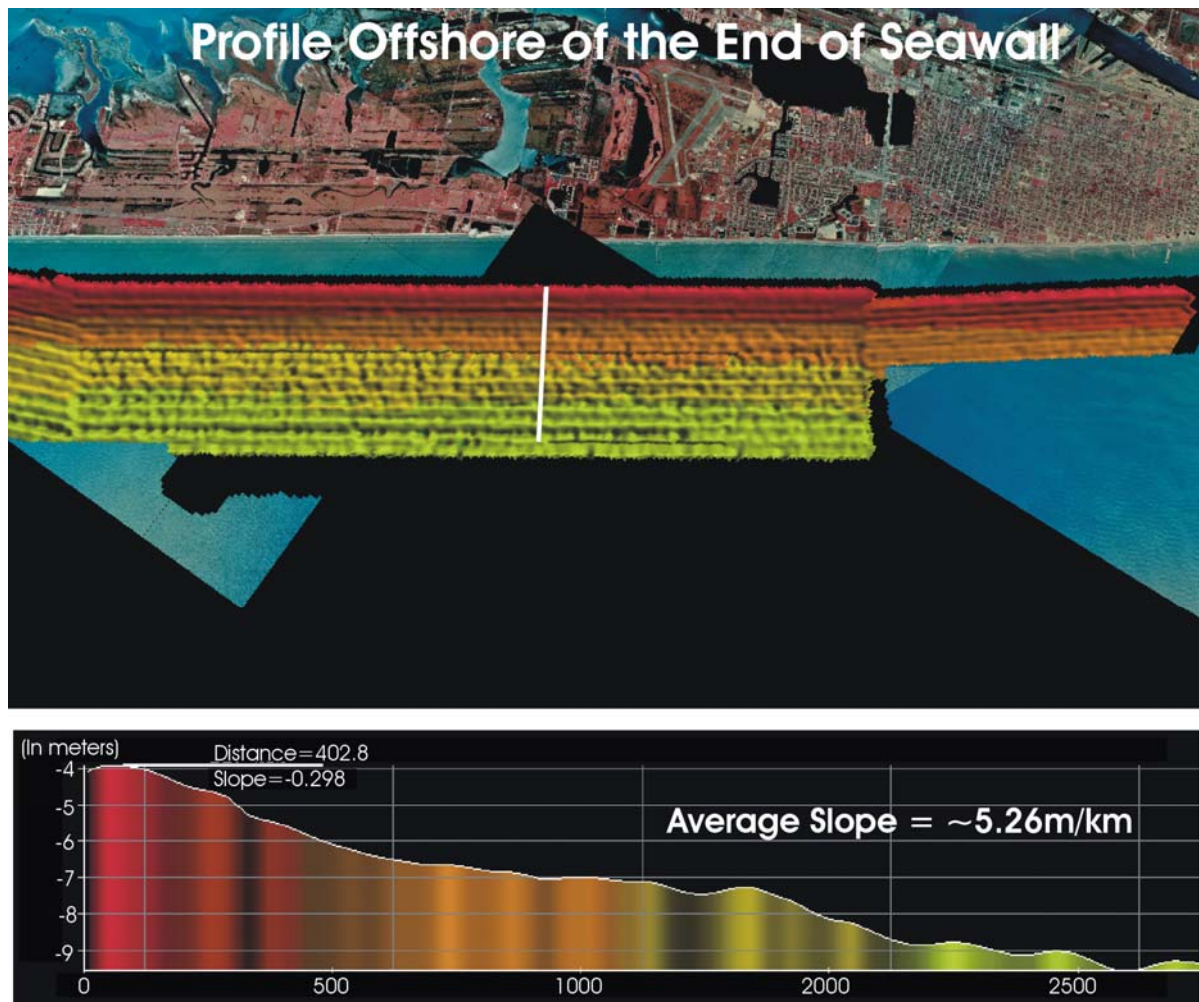 Profile Offshore of the End of Seawall
(In meters)
Distance=402.8
Slope=-0.298
Average Slope = ~5.26m/km
-4
-5
-6
-7
-8
-9
0 500 1000 2000 2500